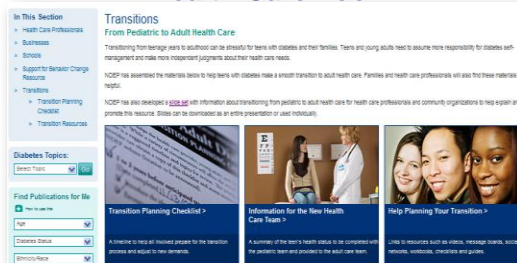 In This Section
Health Care Professionals
Businesses
Schools
Support for Behavior Change
Resource
Transitions
Transition Planning
Checklist
Transition Resources
Diabetes Topics:
Select Topic
Go
Find Publications for Me
How to use this
Age
Diabetes Status
Ethnicity/Race
Transitions
From Pediatric to Adult Health Care
Transitioning from teenage years to adulthood can be stressful for teens with diabetes and their families. Teens and young adults need to assume more responsibility for diabetes self-
management and make more independent judgments about their health care needs.
NDEP has assembled the materials below to help teens with diabetes make a smooth transition to adult health care. Families and health care professionals will also find these materials
helpful.
NDEP has also developed a slide set with information about transitioning from pediatric to adult health care for health care professionals and community organizations to help explain an
promote this resource. Slides can be downloaded as an entire presentation or used individually.
Transition Planning Checklist >
A timeline to help all involved prepare for the transition
process and adjust to new demands.
Information for the New Health
Care Team >
A summary of the teen's health status to be completed with
the pediatric team and provided to the adult care team.
Help Planning Your Transition >
Links to resources such as videos, message boards, social
networks, workbooks, checklists and guides.